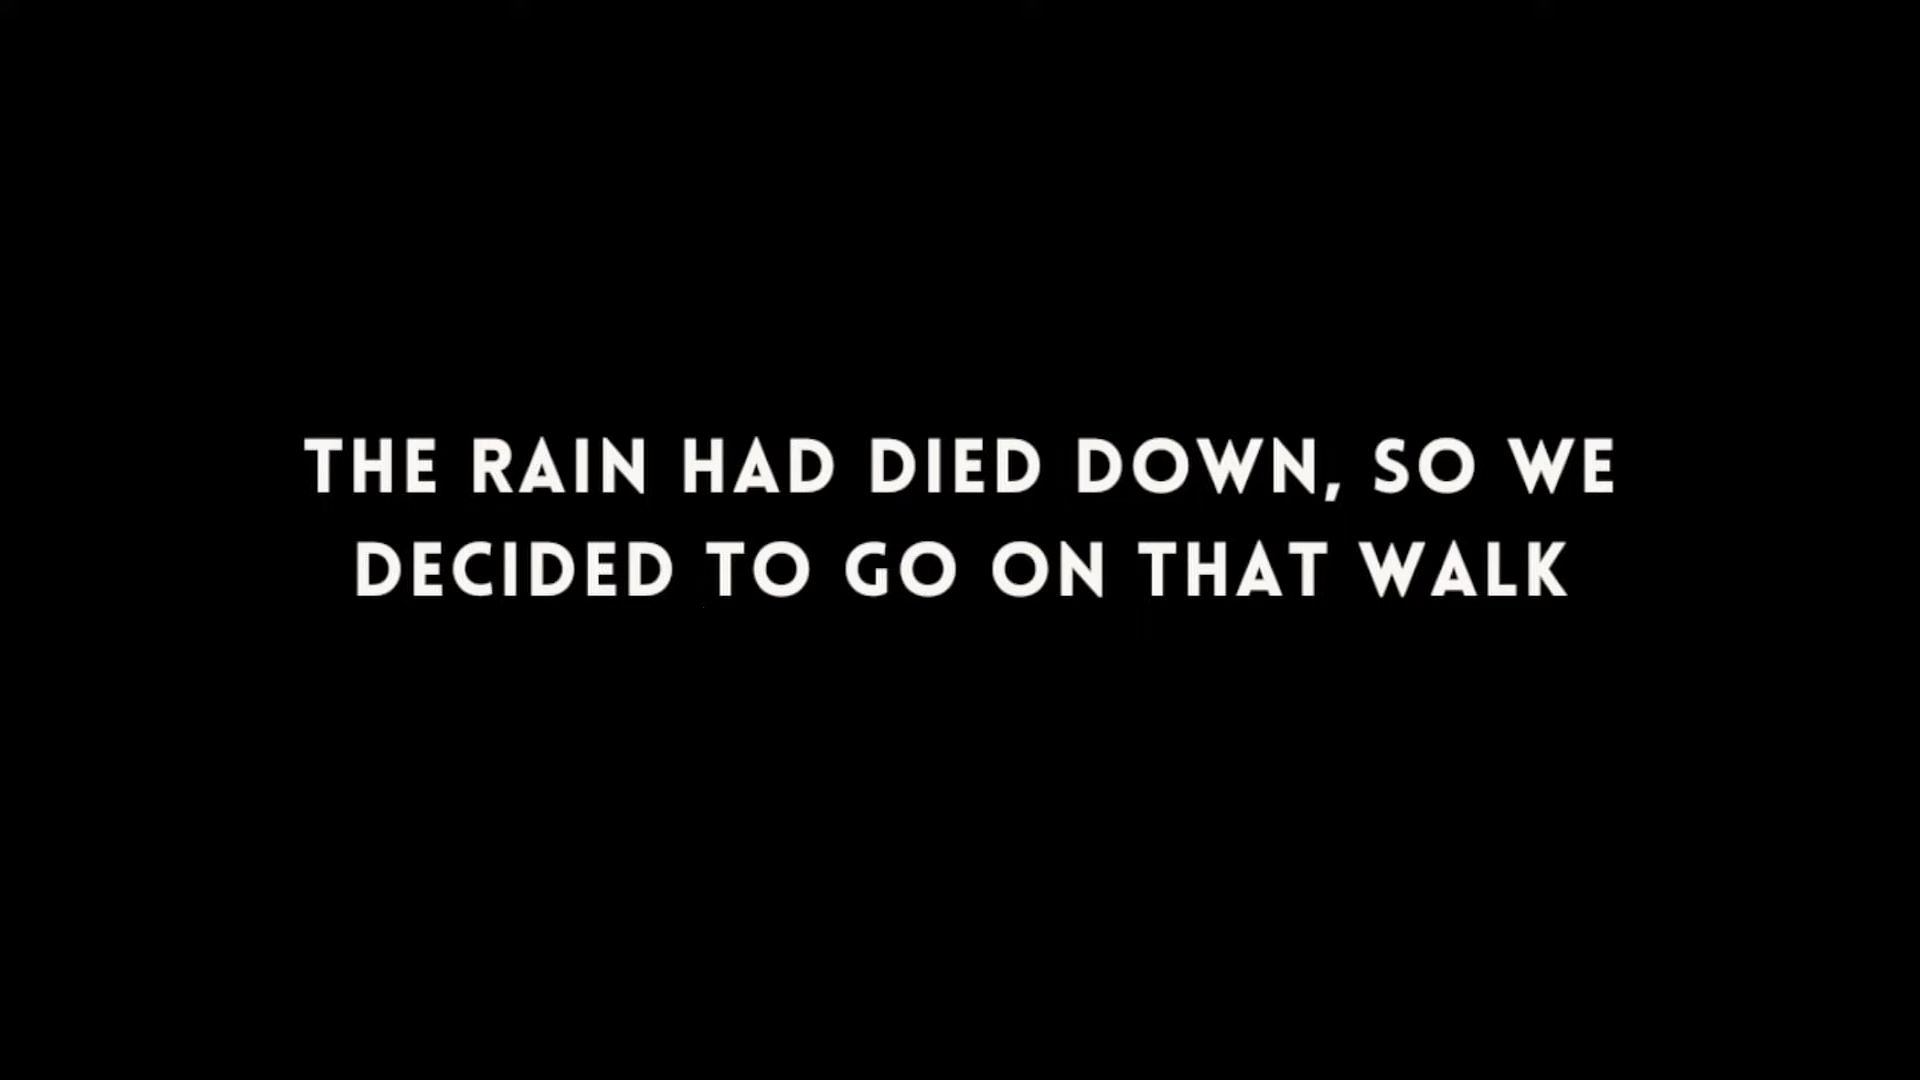 THE RAIN HAD DIED DOWN, SO WE
DECIDED TO GO ON THAT WALK